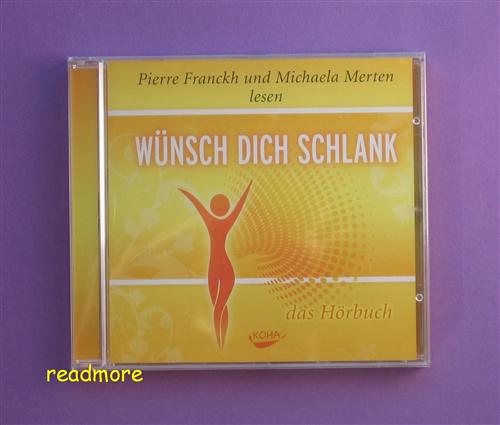 Pierre Franckh und Michaela Merten
lesen
WÜNSCH DICH SCHLANK
das Hörbuch
KOHA
readmore